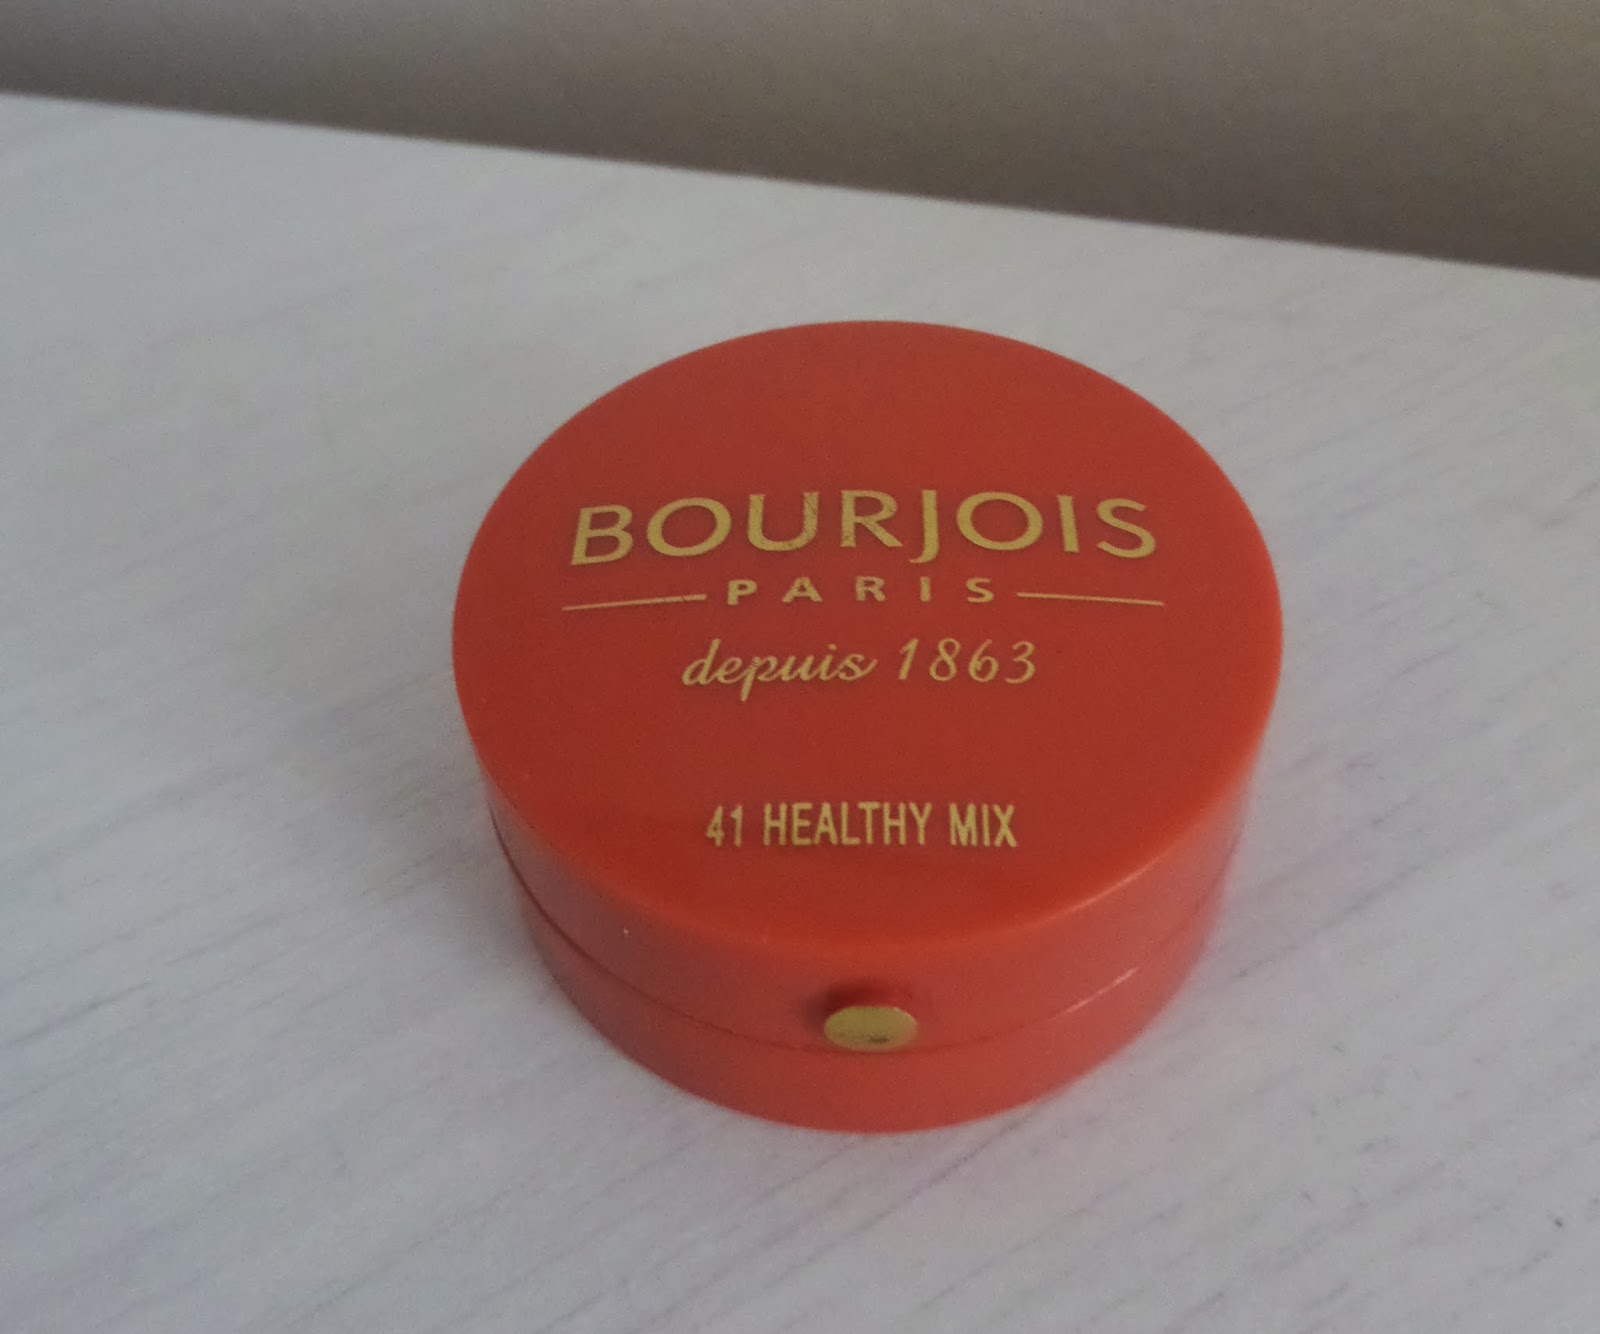 BOURJOIS
PARIS
depuis 1863
41 HEALTHY MIX